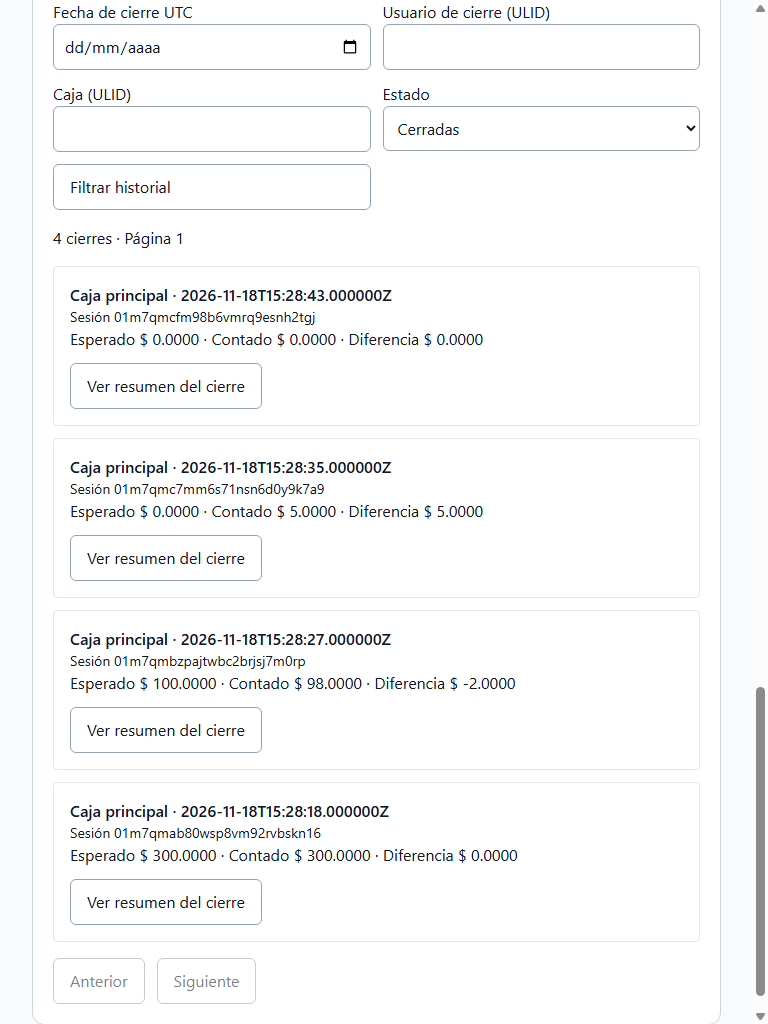 Fecha de cierre UTC
Usuario de cierre (ULID)
dd/mm/aaaa
Caja (ULID)
Estado
Cerradas
Filtrar historial
4 cierres · Página 1
Caja principal · 2026-11-18T15:28:43.000000Z
Sesión 01m7qmcfm98b6vmrq9esnh2tgj
Esperado $ 0.0000 · Contado $ 0.0000 · Diferencia $ 0.0000
Ver resumen del cierre
Caja principal · 2026-11-18T15:28:35.000000Z
Sesión 01m7qmc7mm6s71nsn6d0y9k7a9
Esperado $ 0.0000 · Contado $ 5.0000 · Diferencia $ 5.0000
Ver resumen del cierre
Caja principal · 2026-11-18T15:28:27.000000Z
Sesión 01m7qmbzpajtwbc2brjsj7m0rp
Esperado $ 100.0000 · Contado $ 98.0000 · Diferencia $ -2.0000
Ver resumen del cierre
Caja principal · 2026-11-18T15:28:18.000000Z
Sesión 01m7qmab80wsp8vm92rvbskn16
Esperado $ 300.0000 · Contado $ 300.0000 · Diferencia $ 0.0000
Ver resumen del cierre
Anterior
Siguiente